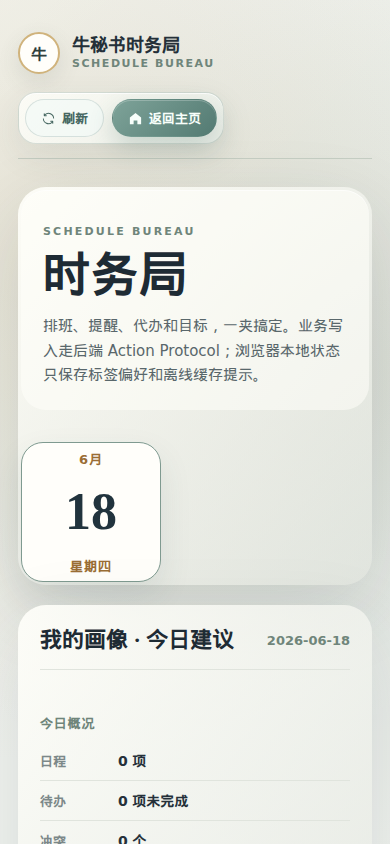 牛
牛秘书时务局
SCHEDULE BUREAU
刷新
返回主页
SCHEDULE BUREAU
时务局
排班、提醒、代办和目标，一夹搞定。业务写
入走后端 Action Protocol；浏览器本地状态
只保存标签偏好和离线缓存提示。
6月
18
星期四
我的画像 · 今日建议
2026-06-18
今日概况
日程 0 项
待办 0 项未完成
冲突 0 个